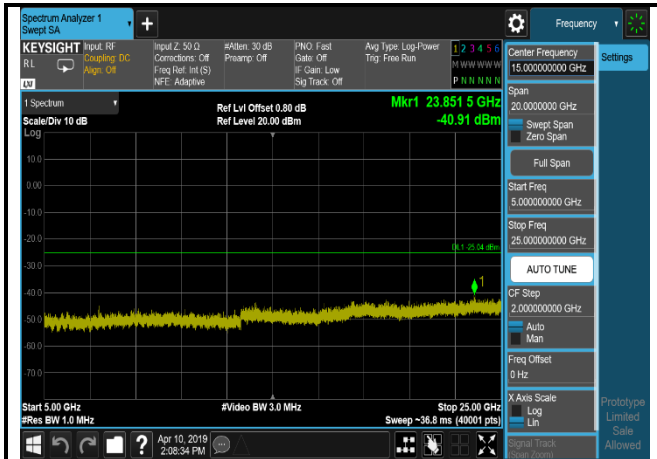 Spectrum Analyzer 1
Swept SA
+
Frequency
KEYSIGHT
RL
LXI
Input: RF
Coupling: DC
Align: Off
Input Z: 50 Ω
Corrections: Off
Freq Ref: Int (S)
NFE: Adaptive
#Atten: 30 dB
Preamp: Off
PNO: Fast
Gate: Off
IF Gain: Low
Sig Track: Off
Avg Type: Log-Power
Trig: Free Run
1 2 3 4 5 6
M W W W W W
P N N N N N
Center Frequency
15.000000000 GHz
Settings
Span
20.0000000 GHz
Swept Span
Zero Span
Full Span
Start Freq
5.000000000 GHz
Stop Freq
25.000000000 GHz
AUTO TUNE
CF Step
2.000000000 GHz
Auto
Man
Freq Offset
0 Hz
X Axis Scale
Log
Lin
Signal Track
(Span Zoom)
Prototype
Limited
Sale
Allowed
1 Spectrum
Scale/Div 10 dB
Log
Ref Lvl Offset 0.80 dB
Ref Level 20.00 dBm
Mkr1 23.851 5 GHz
-40.91 dBm
10.0
0.00
-10.0
-20.0
DL1 -25.04 dBm
-30.0
1
-40.0
-50.0
-60.0
-70.0
Start 5.00 GHz
#Video BW 3.0 MHz
Stop 25.00 GHz
#Res BW 1.0 MHz
Sweep ~36.8 ms (40001 pts)
?
Apr 10, 2019
2:08:34 PM